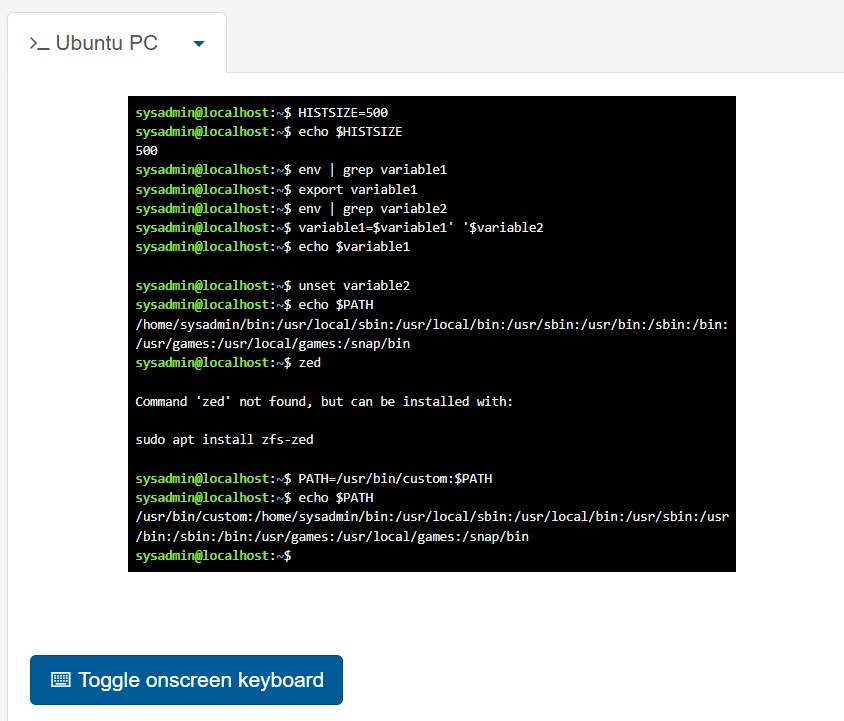 >_ Ubuntu PC
sysadmin@localhost:~$ HISTSIZE=500
sysadmin@localhost:~$ echo $HISTSIZE
500
sysadmin@localhost:~$ env | grep variable1
sysadmin@localhost:~$ export variable1
sysadmin@localhost:~$ env | grep variable2
sysadmin@localhost:~$ variable1=$variable1' '$variable2
sysadmin@localhost:~$ echo $variable1
sysadmin@localhost:~$ unset variable2
sysadmin@localhost:~$ echo $PATH
/home/sysadmin/bin:/usr/local/sbin:/usr/local/bin:/usr/sbin:/usr/bin:/sbin:/bin:
/usr/games:/usr/local/games:/snap/bin
sysadmin@localhost:~$ zed
Command 'zed' not found, but can be installed with:
sudo apt install zfs-zed
sysadmin@localhost:~$ PATH=/usr/bin/custom:$PATH
sysadmin@localhost:~$ echo $PATH
/usr/bin/custom:/home/sysadmin/bin:/usr/local/sbin:/usr/local/bin:/usr/sbin:/usr
/bin:/sbin:/bin:/usr/games:/usr/local/games:/snap/bin
sysadmin@localhost:~$
Toggle onscreen keyboard